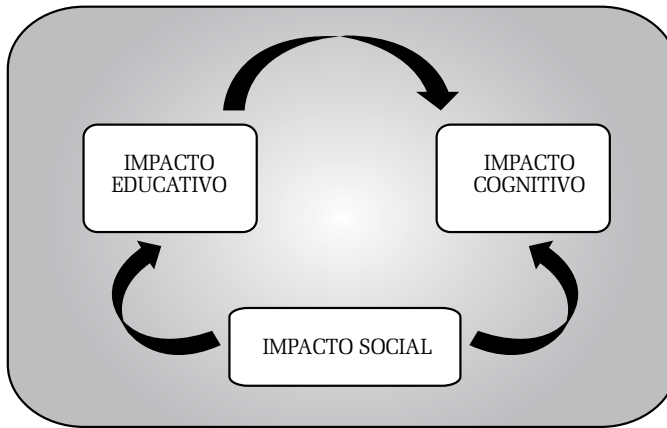 IMPACTO
EDUCATIVO
IMPACTO
COGNITIVO
IMPACTO SOCIAL